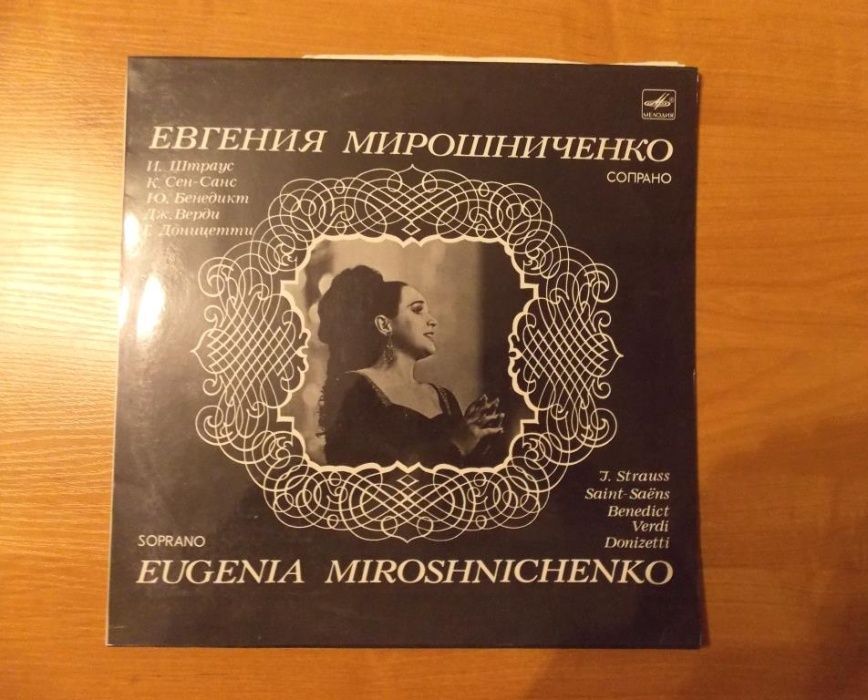 МЕЛОДИЯ
ЕВГЕНИЯ МИРОШНИЧЕНКО
СОПРАНО
И. Штраус
К. Сен-Санс
Ю. Бенедикт
Дж. Верди
Г. Доницетти
J. Strauss
Saint-Saëns
Benedict
Verdi
Donizetti
SOPRANO
EUGENIA MIROSHNICHENKO